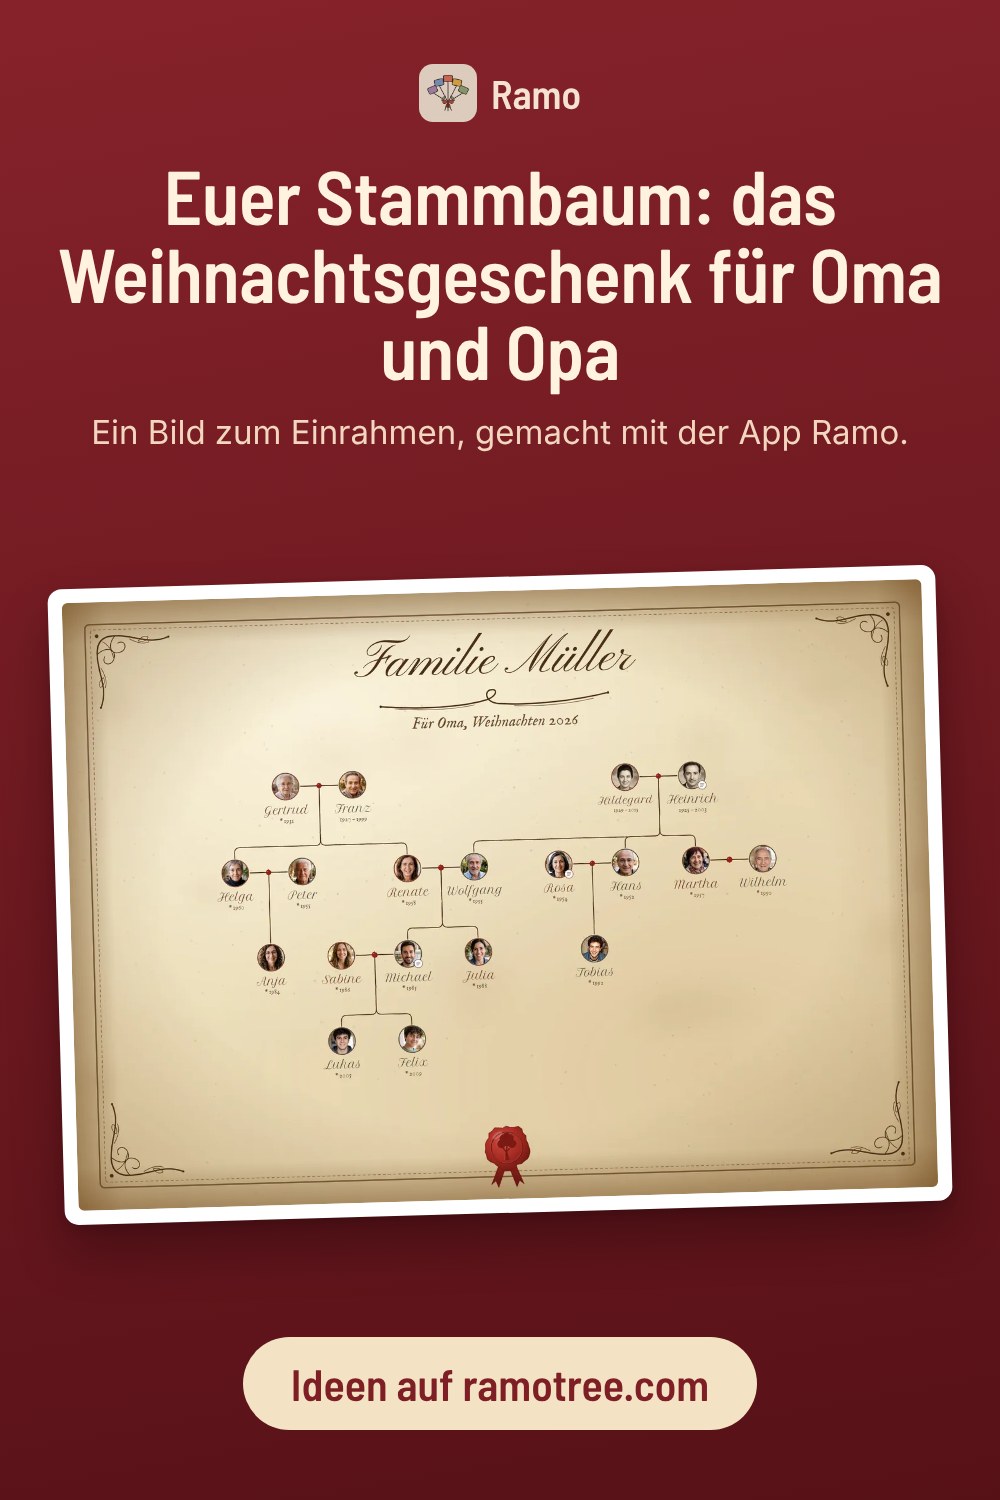 Ramo
Euer Stammbaum: das
Weihnachtsgeschenk für Oma
und Opa
Ein Bild zum Einrahmen, gemacht mit der App Ramo.
Familie Müller
Für Oma, Weihnachten 2026
Gertrud Franz Hildegard Heinrich
Helga Peter Renate Wolfgang Rosa Hans Martha Wilhelm
Anja Sabine Michael Julia Tobias
Lukas Felix
Ideen auf ramotree.com